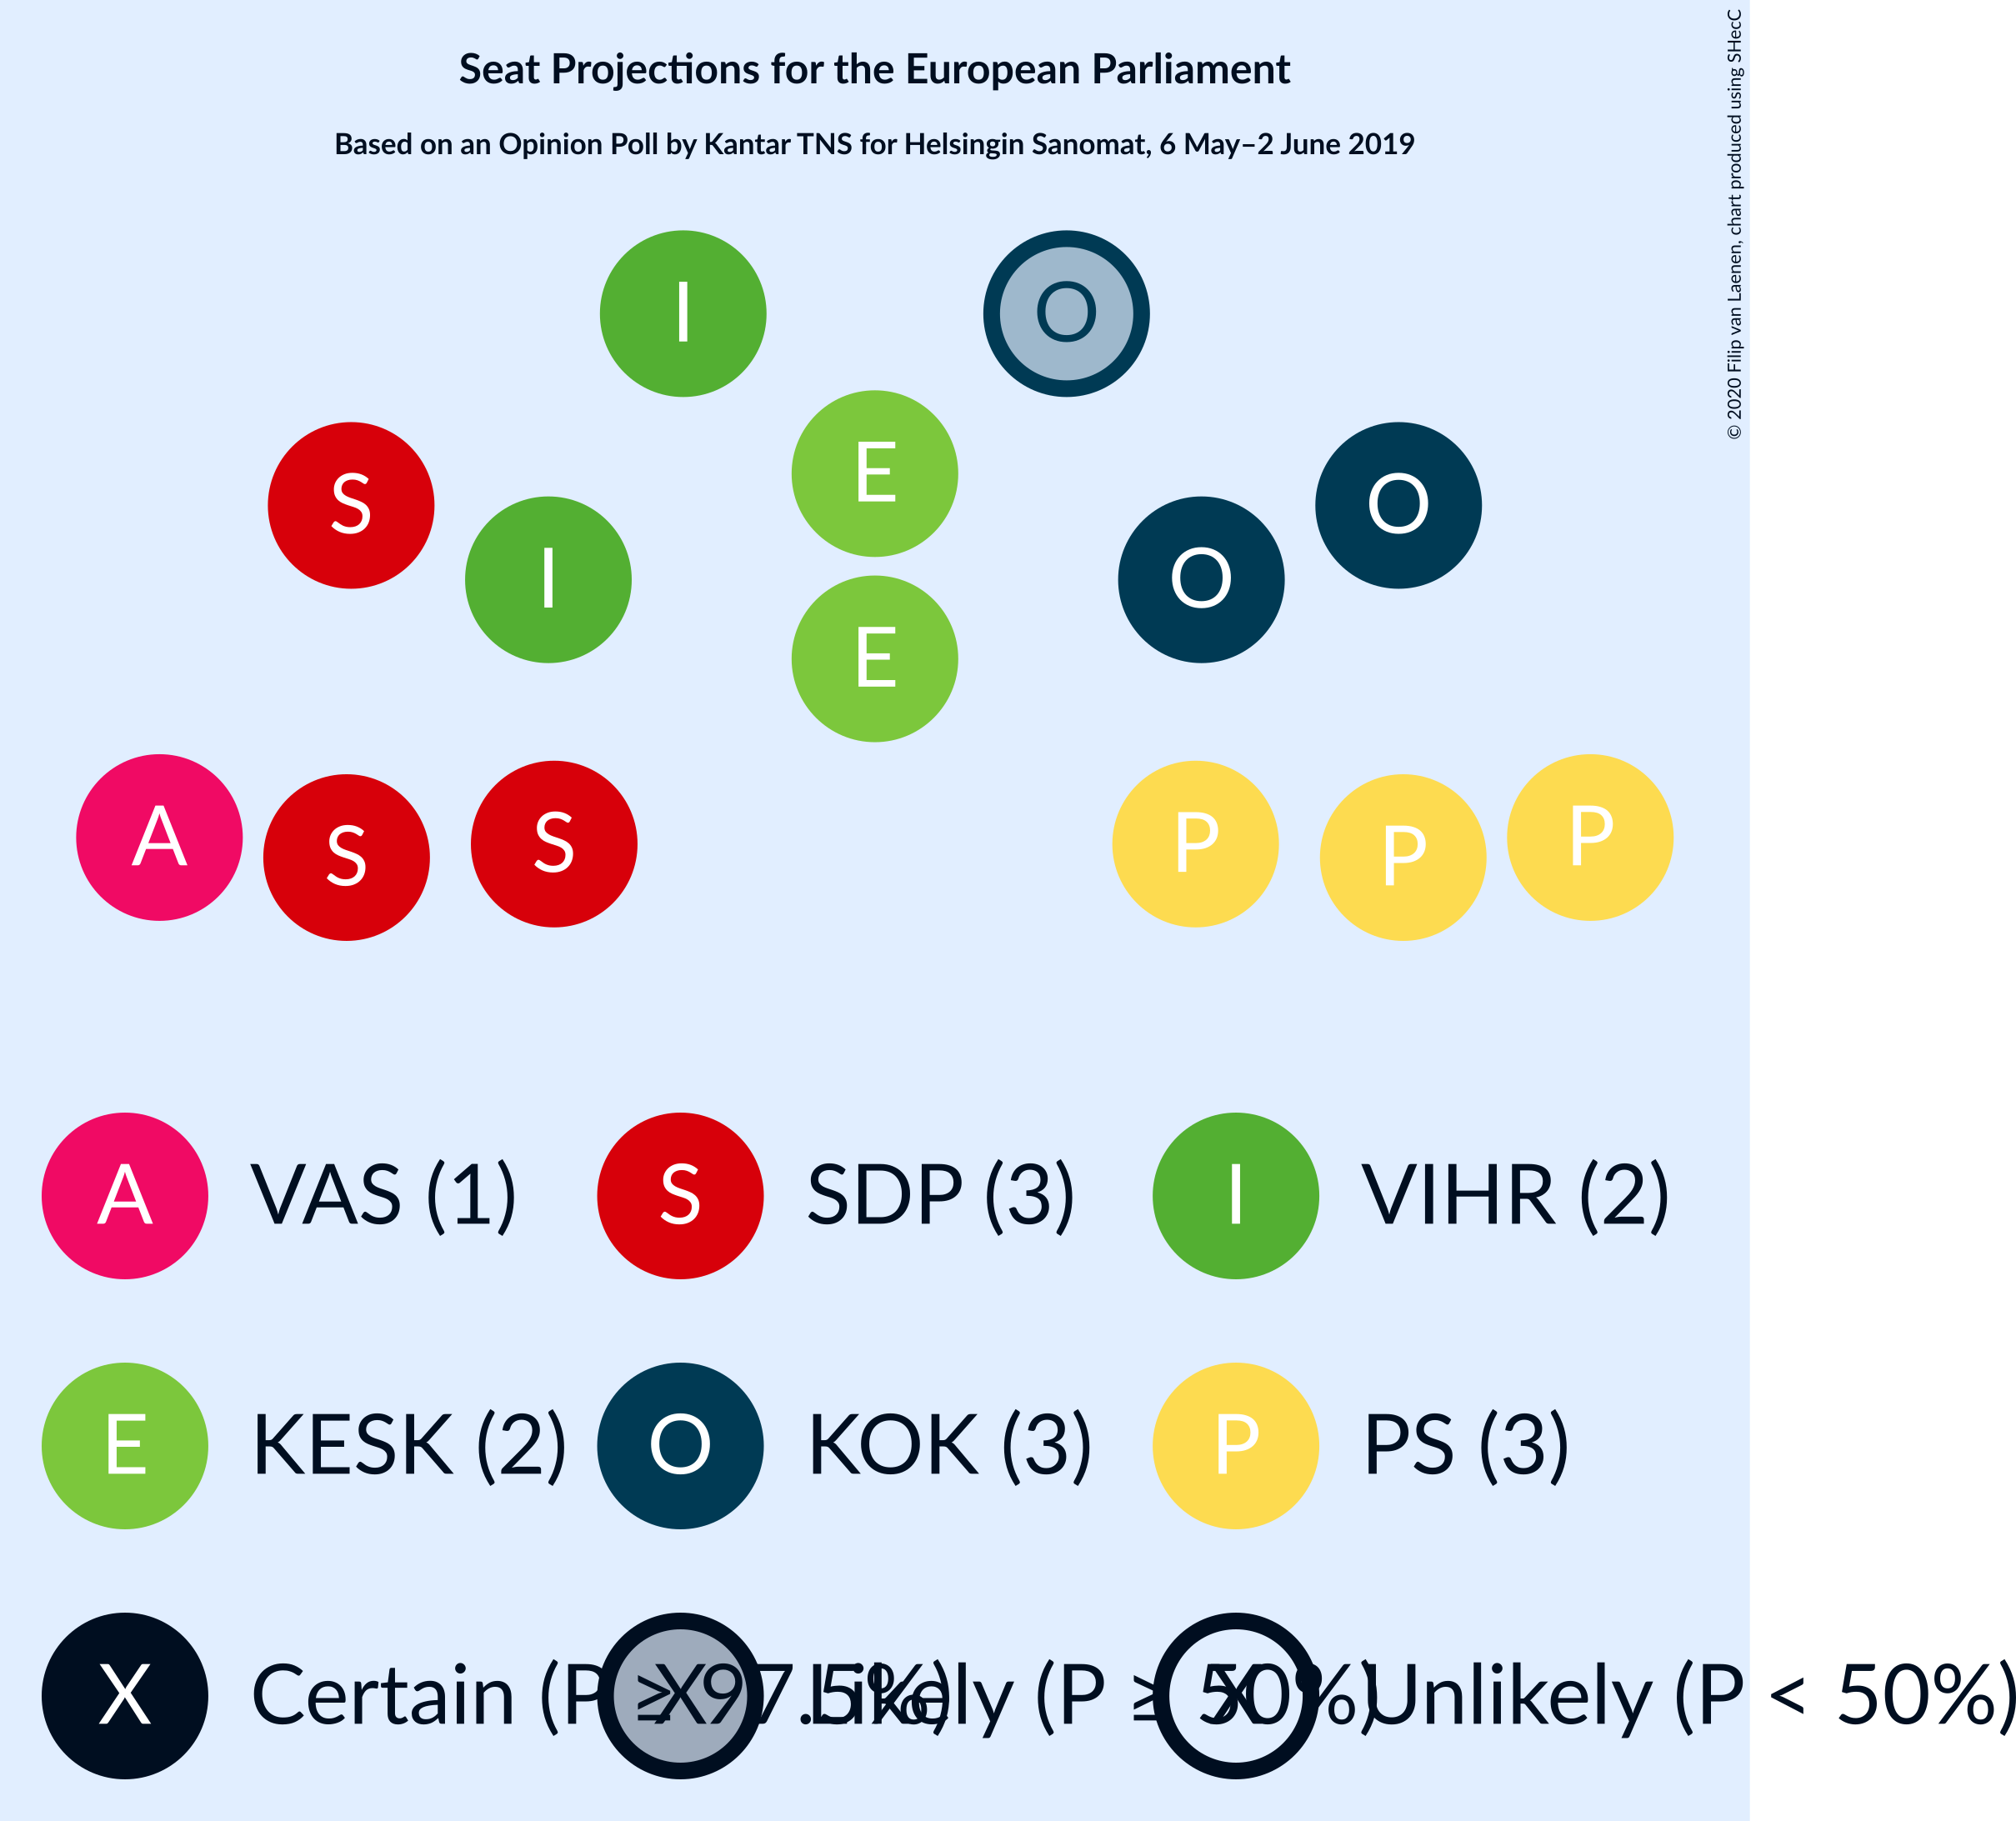 Seat Projections for the European Parliament
Based on an Opinion Poll by Kantar TNS for Helsingin Sanomat, 6 May–2 June 2019
© 2020 Filip van Laenen, chart produced using SHecC
I O
E
S O
I O
E
A S S P P P
A VAS (1) S SDP (3) I VIHR (2)
E KESK (2) O KOK (3) P PS (3)
X Certain (P ≥ 97.5%) X Likely (P ≥ 50%) X Unlikely (P < 50%)